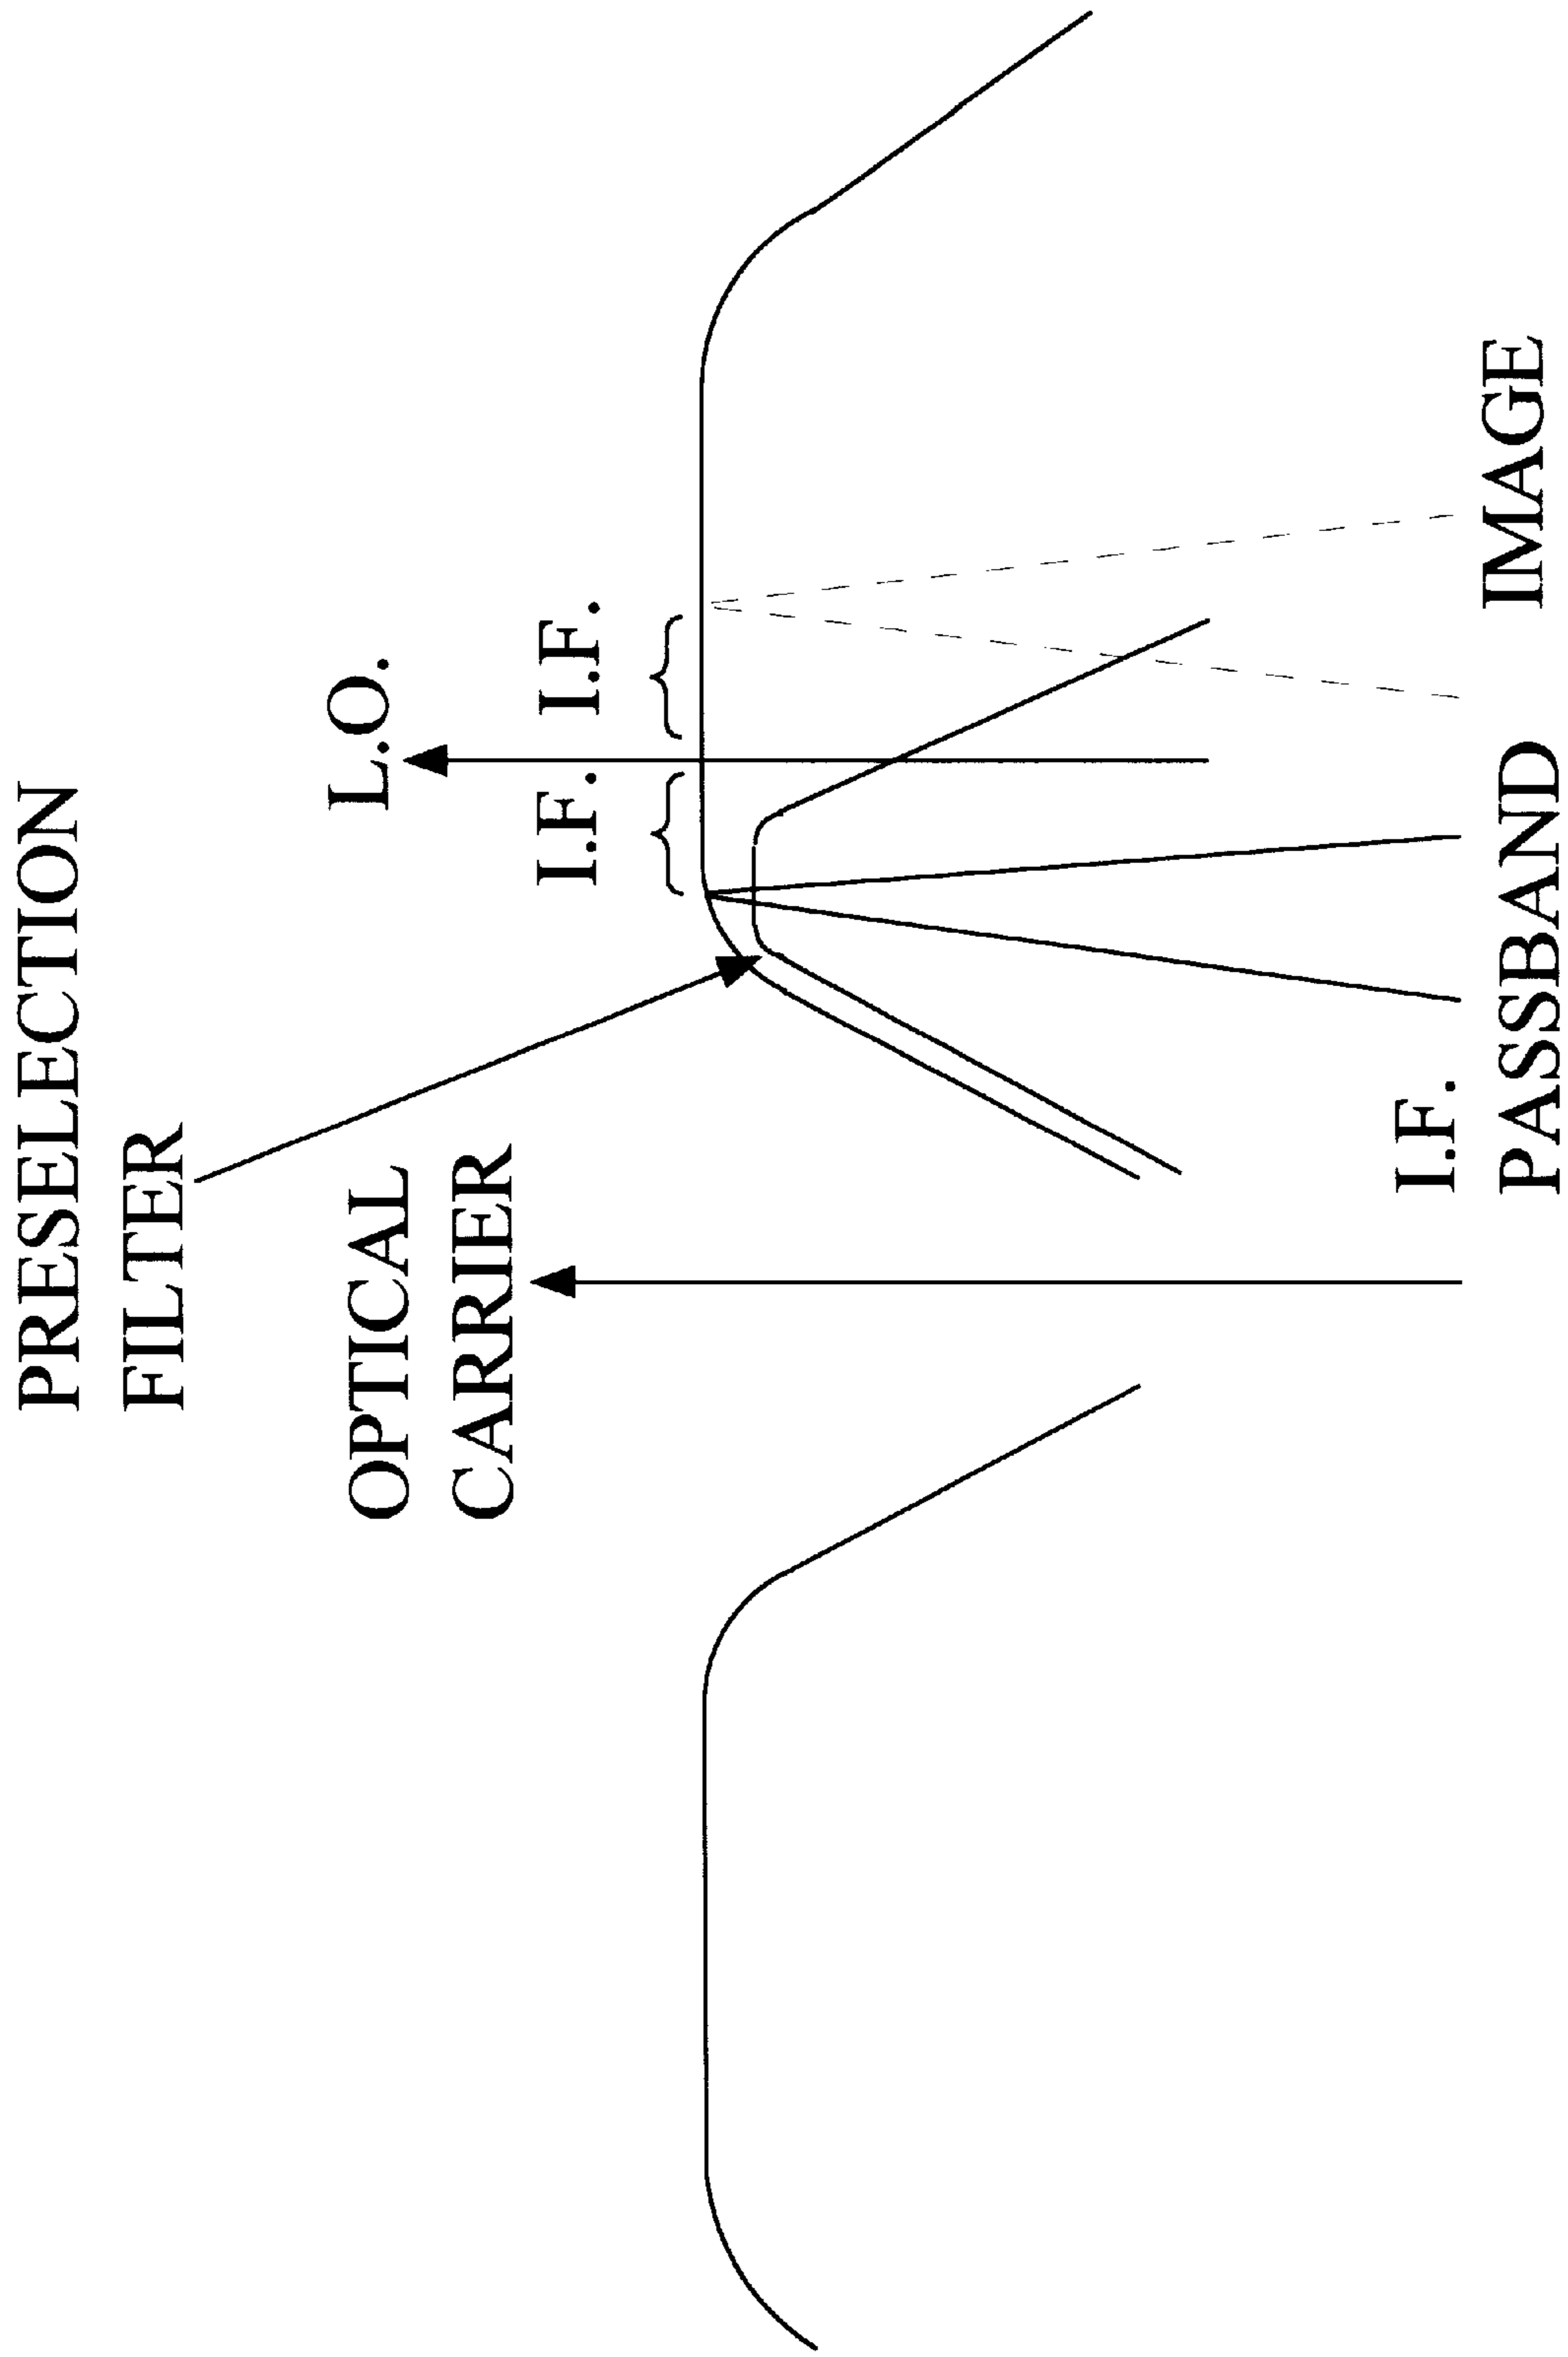 PRESELECTION
FILTER
OPTICAL
CARRIER
L.O.
I.F.
I.F.
I.F.
PASSBAND
IMAGE